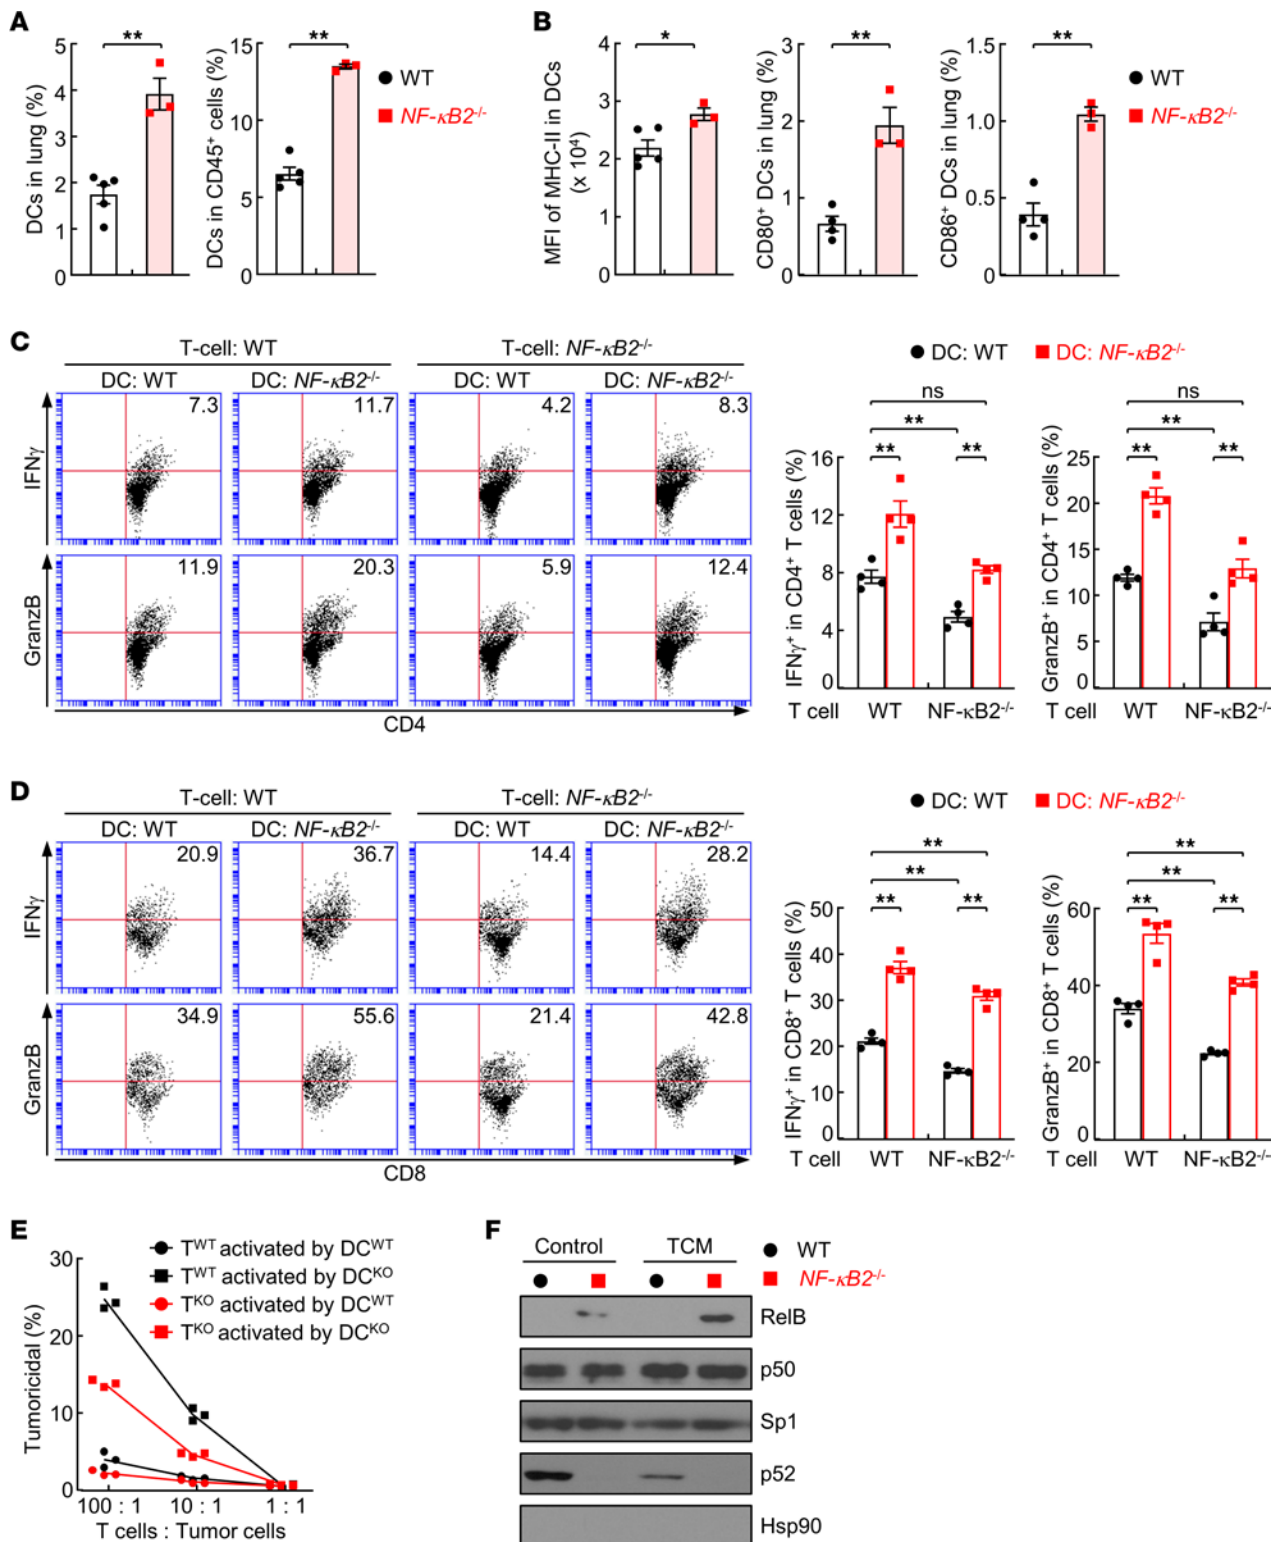 A
DCs in lung (%)
5
4
3
2
1
0
**
DCs in CD45⁺ cells (%)
15
10
5
0
**
WT
NF-κB2⁻/⁻
B
MFI of MHC-II in DCs
(x 10⁴)
4
3
2
1
0
*
CD80⁺ DCs in lung (%)
3
2
1
0
**
CD86⁺ DCs in lung (%)
1.5
1.0
0.5
0
**
WT
NF-κB2⁻/⁻
C
T-cell: WT
T-cell: NF-κB2⁻/⁻
DC: WT
DC: NF-κB2⁻/⁻
DC: WT
DC: NF-κB2⁻/⁻
IFNγ
7.3
11.7
4.2
8.3
GranzB
11.9
20.3
5.9
12.4
CD4
DC: WT
DC: NF-κB2⁻/⁻
IFNγ⁺ in CD4⁺ T cells (%)
16
12
8
4
0
ns
**
**
**
T cell WT NF-κB2⁻/⁻
GranzB⁺ in CD4⁺ T cells (%)
25
20
15
10
5
0
ns
**
**
**
T cell WT NF-κB2⁻/⁻
D
T-cell: WT
T-cell: NF-κB2⁻/⁻
DC: WT
DC: NF-κB2⁻/⁻
DC: WT
DC: NF-κB2⁻/⁻
IFNγ
20.9
36.7
14.4
28.2
GranzB
34.9
55.6
21.4
42.8
CD8
DC: WT
DC: NF-κB2⁻/⁻
IFNγ⁺ in CD8⁺ T cells (%)
50
40
30
20
10
0
**
**
**
**
T cell WT NF-κB2⁻/⁻
GranzB⁺ in CD8⁺ T cells (%)
60
40
20
0
**
**
**
**
T cell WT NF-κB2⁻/⁻
E
Tumoricidal (%)
30
20
10
0
Tᵂᵀ activated by DCᵂᵀ
Tᵂᵀ activated by DCᴷᴼ
Tᴷᴼ activated by DCᵂᵀ
Tᴷᴼ activated by DCᴷᴼ
100 : 1
10 : 1
1 : 1
T cells : Tumor cells
F
Control
TCM
WT
NF-κB2⁻/⁻
RelB
p50
Sp1
p52
Hsp90